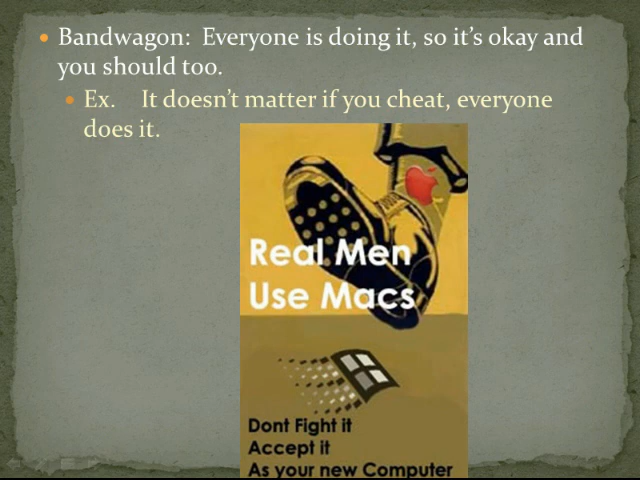 Bandwagon: Everyone is doing it, so it’s okay and
you should too.
Ex. It doesn’t matter if you cheat, everyone
does it.
Real Men
Use Macs
Dont Fight it
Accept it
As your new Computer